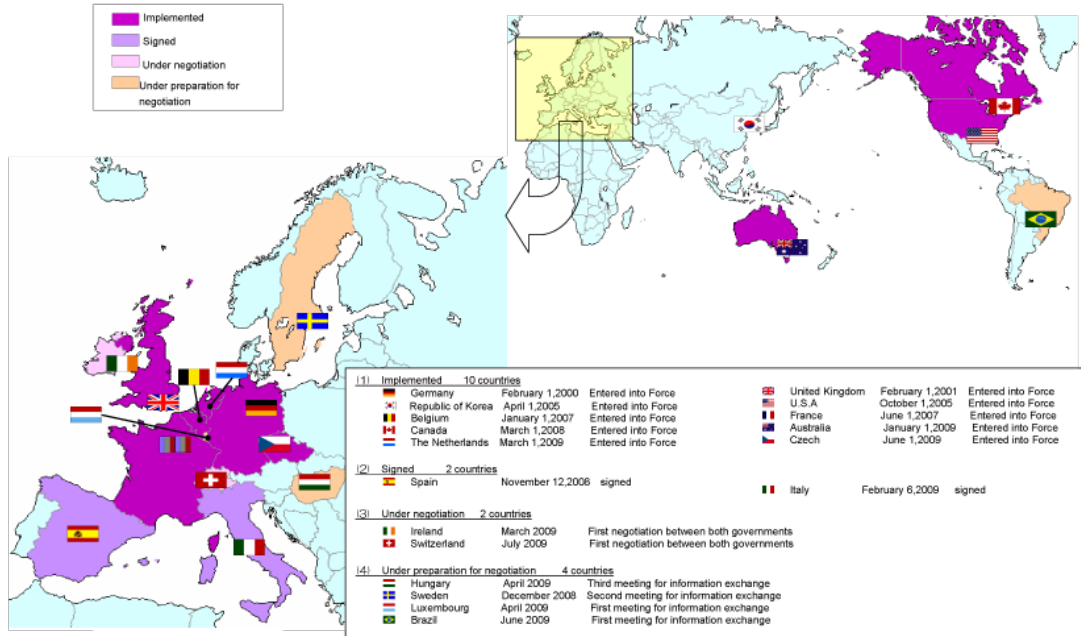 Implemented
Signed
Under negotiation
Under preparation for
negotiation
(1) Implemented 10 countries
Germany February 1,2000 Entered into Force
Republic of Korea April 1,2005 Entered into Force
Belgium January 1,2007 Entered into Force
Canada March 1,2008 Entered into Force
The Netherlands March 1,2009 Entered into Force
United Kingdom February 1,2001 Entered into Force
U.S.A October 1,2005 Entered into Force
France June 1,2007 Entered into Force
Australia January 1,2009 Entered into Force
Czech June 1,2009 Entered into Force
(2) Signed 2 countries
Spain November 12,2008 signed
Italy February 6,2009 signed
(3) Under negotiation 2 countries
Ireland March 2009 First negotiation between both governments
Switzerland July 2009 First negotiation between both governments
(4) Under preparation for negotiation 4 countries
Hungary April 2009 Third meeting for information exchange
Sweden December 2008 Second meeting for information exchange
Luxembourg April 2009 First meeting for information exchange
Brazil June 2009 First meeting for information exchange